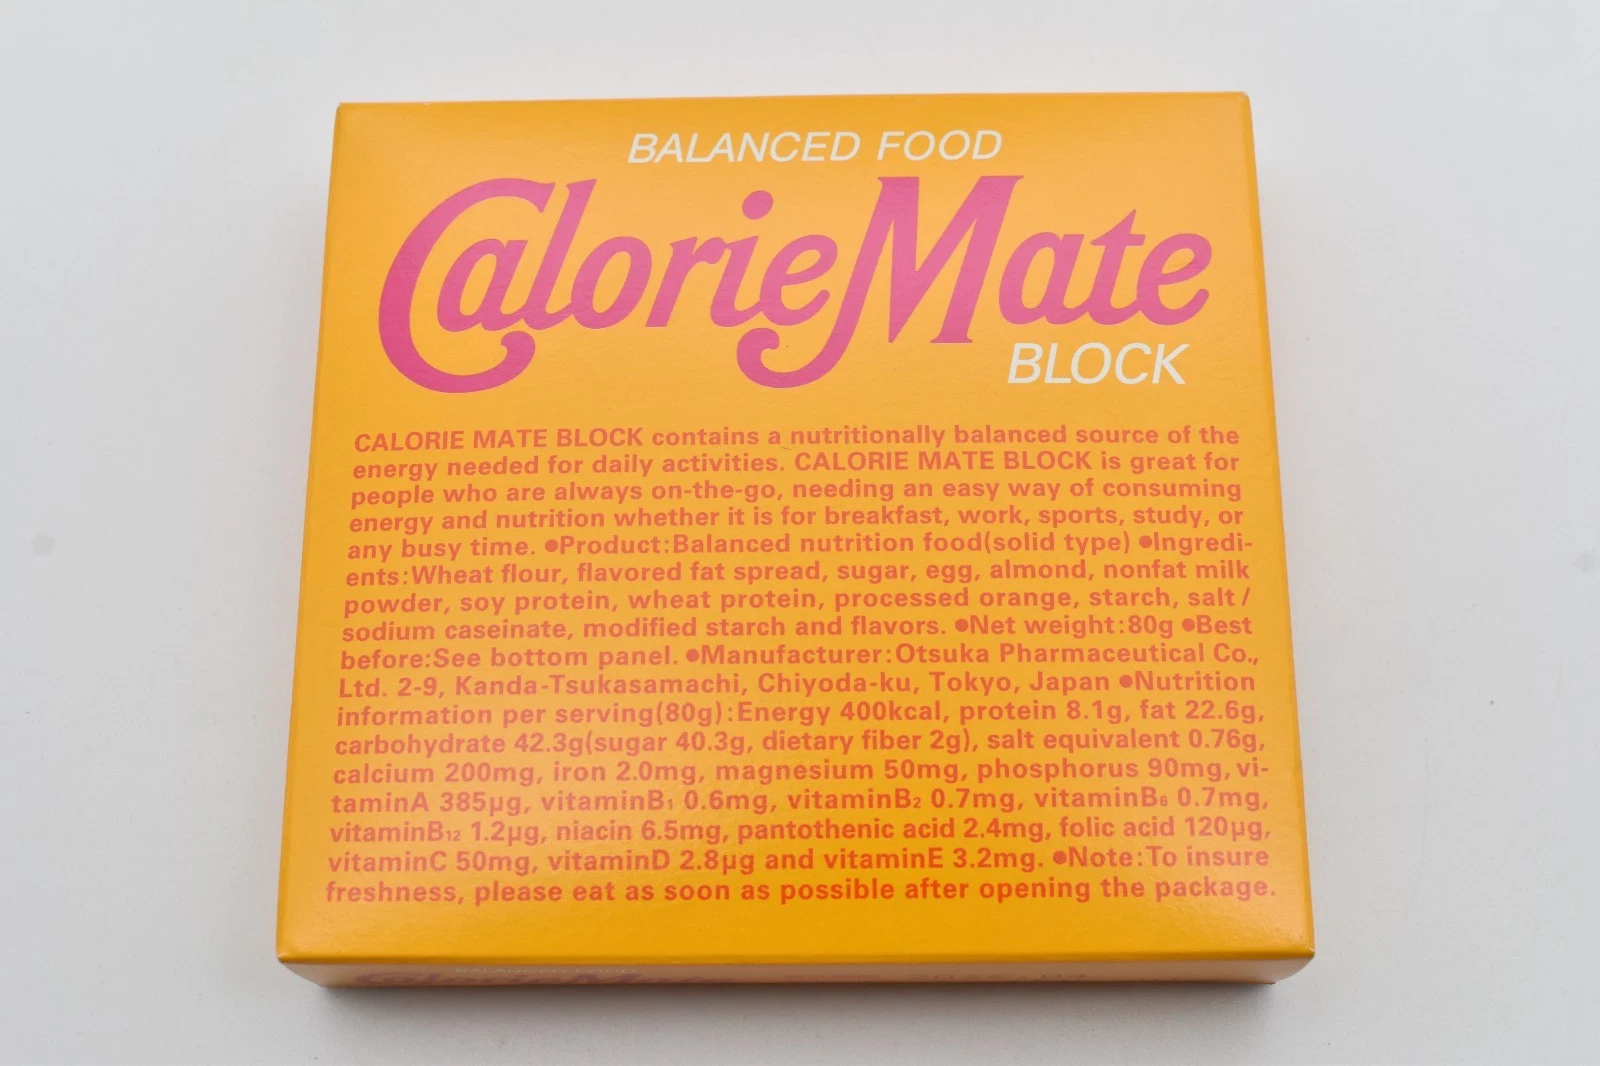 BALANCED FOOD
CalorieMate
BLOCK
CALORIE MATE BLOCK contains a nutritionally balanced source of the
energy needed for daily activities. CALORIE MATE BLOCK is great for
people who are always on-the-go, needing an easy way of consuming
energy and nutrition whether it is for breakfast, work, sports, study, or
any busy time. ●Product:Balanced nutrition food(solid type) ●Ingredi-
ents:Wheat flour, flavored fat spread, sugar, egg, almond, nonfat milk
powder, soy protein, wheat protein, processed orange, starch, salt/
sodium caseinate, modified starch and flavors. ●Net weight:80g ●Best
before:See bottom panel. ●Manufacturer:Otsuka Pharmaceutical Co.,
Ltd. 2-9, Kanda-Tsukasamachi, Chiyoda-ku, Tokyo, Japan ●Nutrition
information per serving(80g):Energy 400kcal, protein 8.1g, fat 22.6g,
carbohydrate 42.3g(sugar 40.3g, dietary fiber 2g), salt equivalent 0.76g,
calcium 200mg, iron 2.0mg, magnesium 50mg, phosphorus 90mg, vi-
taminA 385μg, vitaminB₁ 0.6mg, vitaminB₂ 0.7mg, vitaminB₆ 0.7mg,
vitaminB₁₂ 1.2μg, niacin 6.5mg, pantothenic acid 2.4mg, folic acid 120μg,
vitaminC 50mg, vitaminD 2.8μg and vitaminE 3.2mg. ●Note:To insure
freshness, please eat as soon as possible after opening the package.
BALANCED FOOD